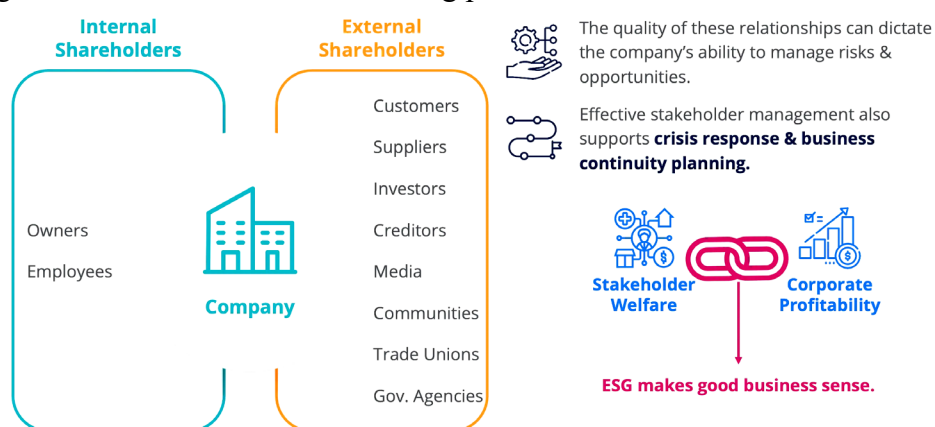 Internal
Shareholders
Owners
Employees
Company
External
Shareholders
Customers
Suppliers
Investors
Creditors
Media
Communities
Trade Unions
Gov. Agencies
The quality of these relationships can dictate
the company’s ability to manage risks &
opportunities.
Effective stakeholder management also
supports crisis response & business
continuity planning.
Stakeholder
Welfare
Corporate
Profitability
ESG makes good business sense.